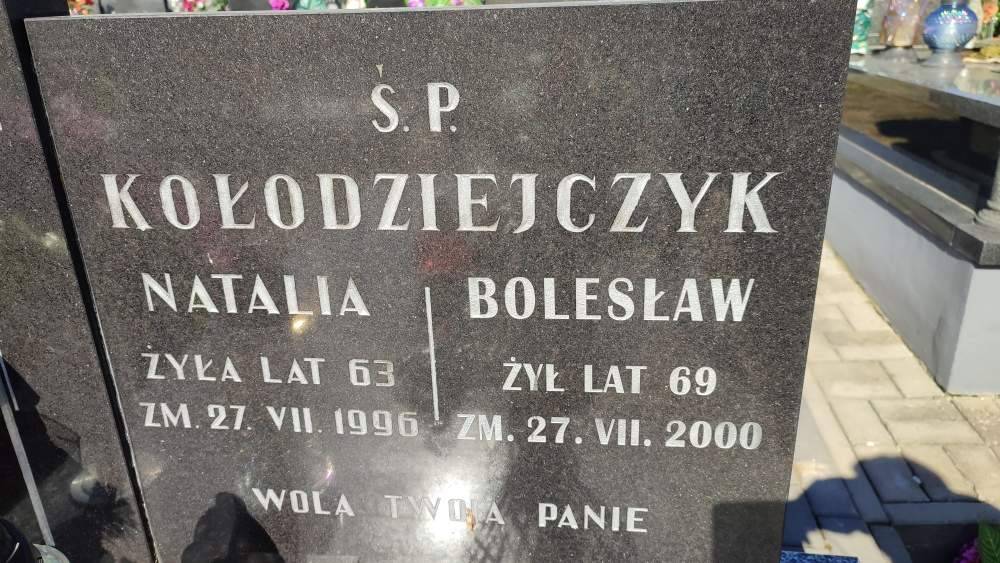 Ś. P.
KOŁODZIEJCZYK
NATALIA
ŻYŁA LAT 63
ZM. 27. VII. 1996
BOLESŁAW
ŻYŁ LAT 69
ZM. 27. VII. 2000
WOLA TWOJA PANIE